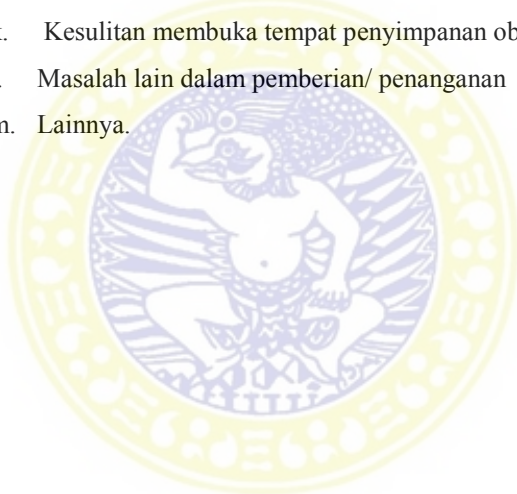 Kesulitan membuka tempat penyimpanan ob
Masalah lain dalam pemberian/ penanganan
Lainnya.